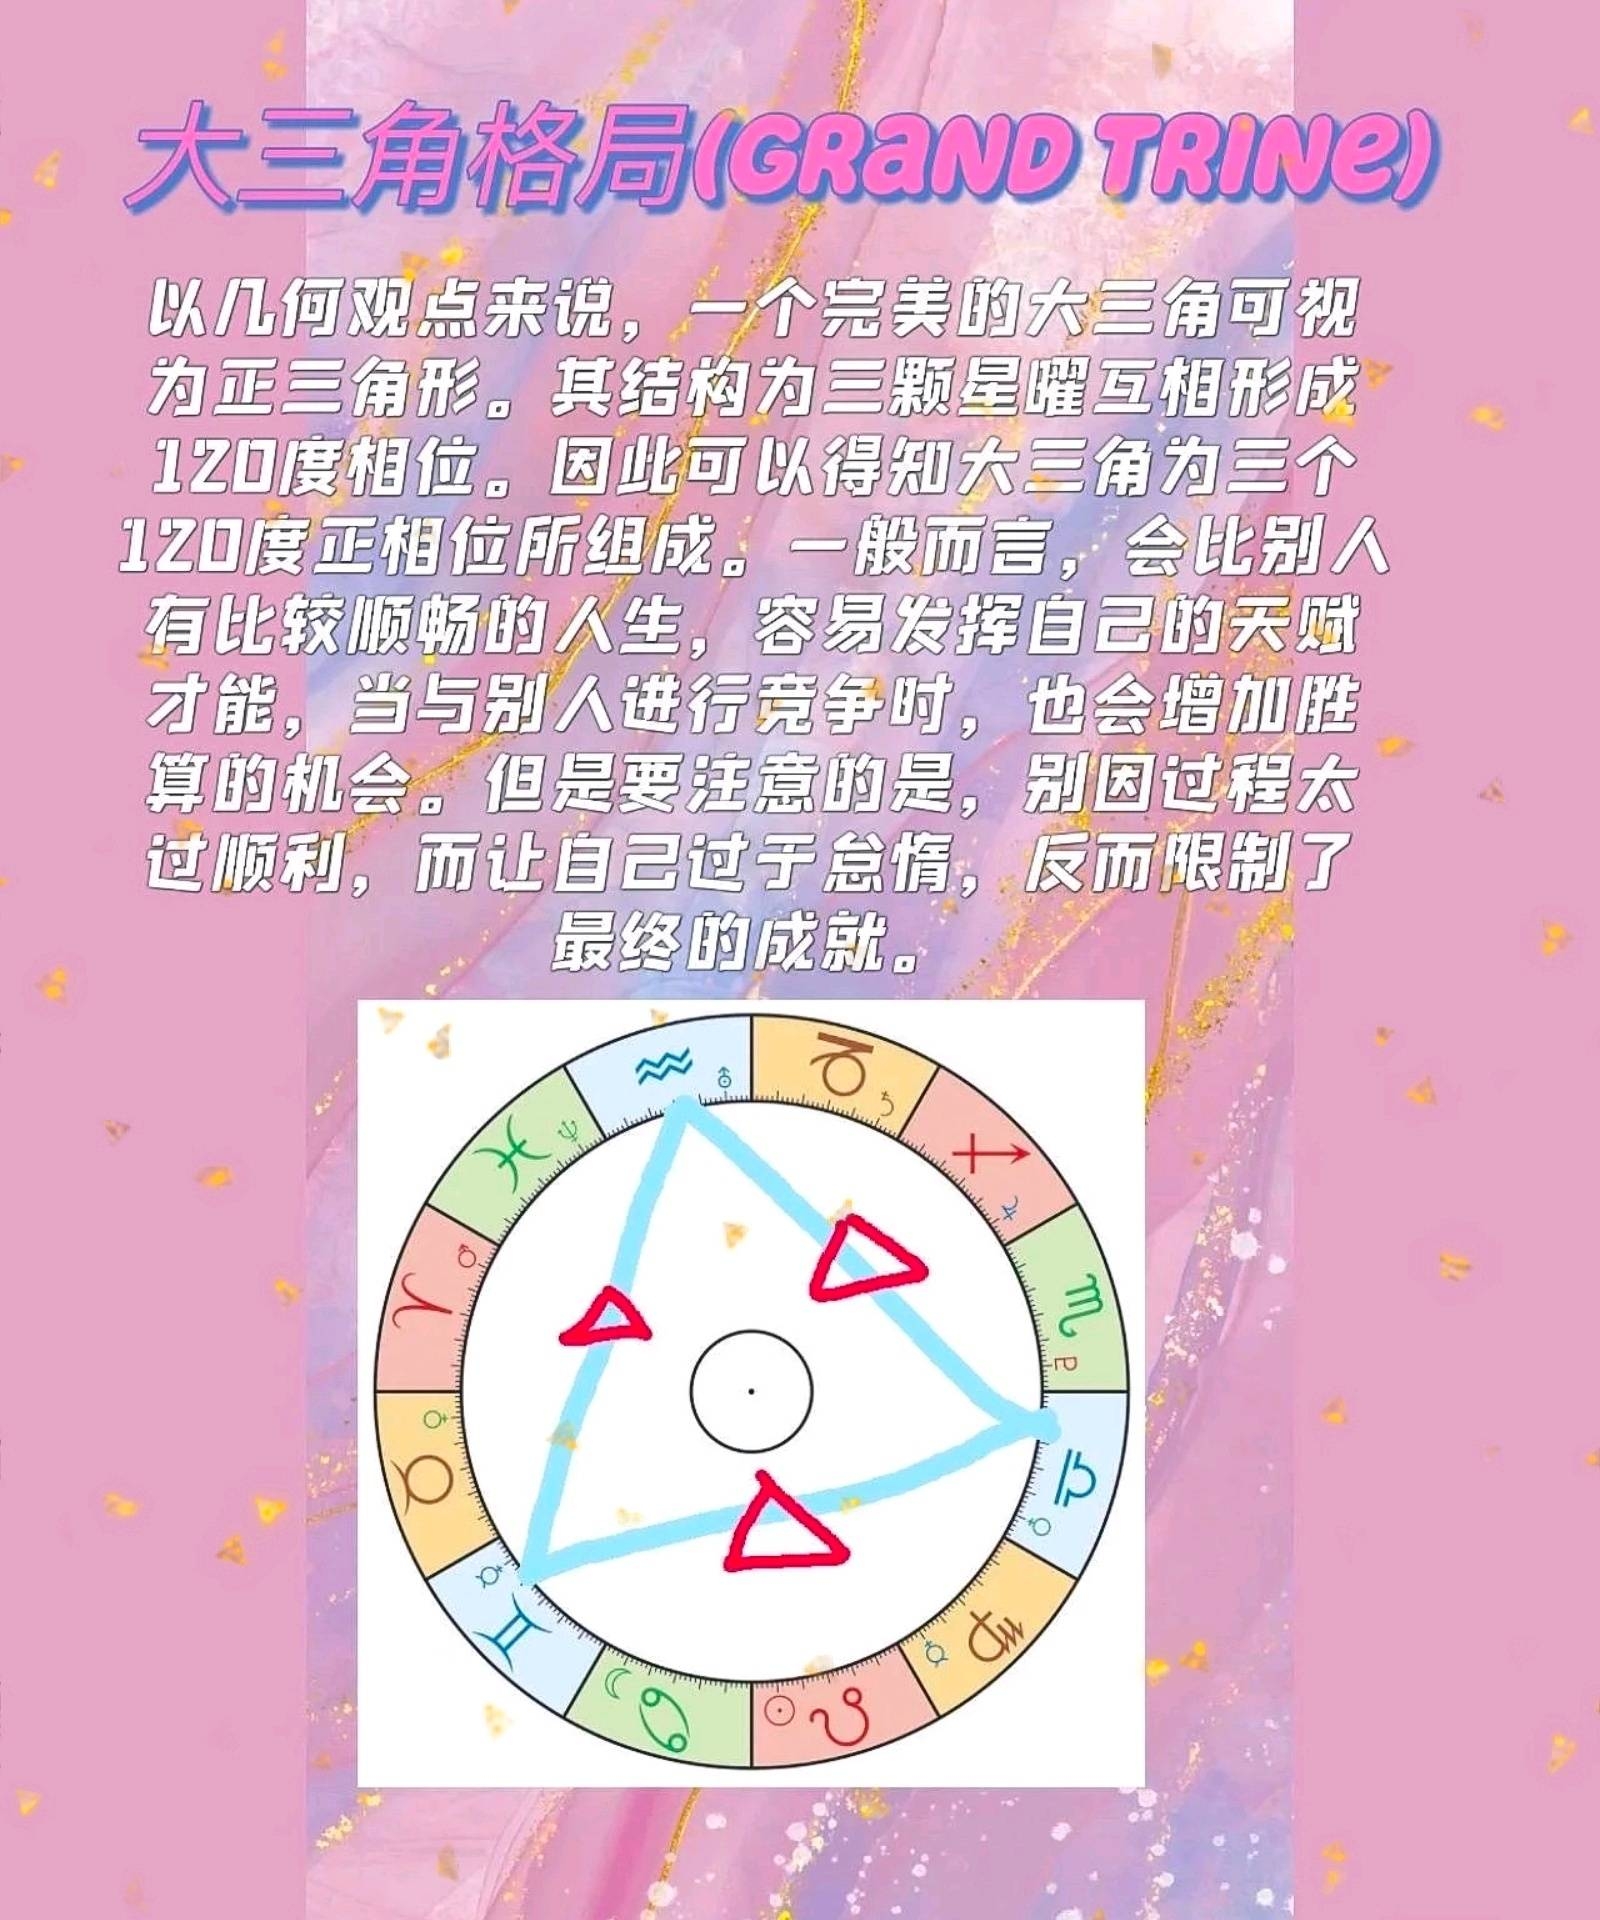 大三角格局(GRAND TRINE)
以几何观点来说，一个完美的大三角可视
为正三角形。其结构为三颗星曜互相形成
120度相位。因此可以得知大三角为三个
120度正相位所组成。一般而言，会比别人
有比较顺畅的人生，容易发挥自己的天赋
才能，当与别人进行竞争时，也会增加胜
算的机会。但是要注意的是，别因过程太
过顺利，而让自己过于怠惰，反而限制了
最终的成就。